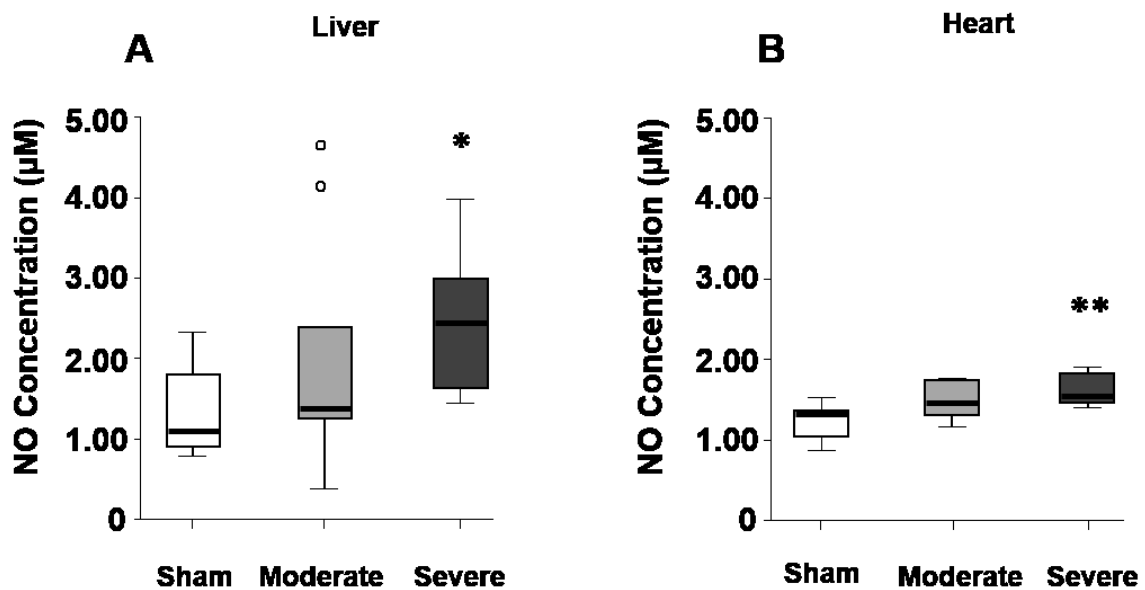 A
Liver
NO Concentration (µM)
5.00
4.00
3.00
2.00
1.00
0
*
Sham Moderate Severe
B
Heart
NO Concentration (µM)
5.00
4.00
3.00
2.00
1.00
0
**
Sham Moderate Severe